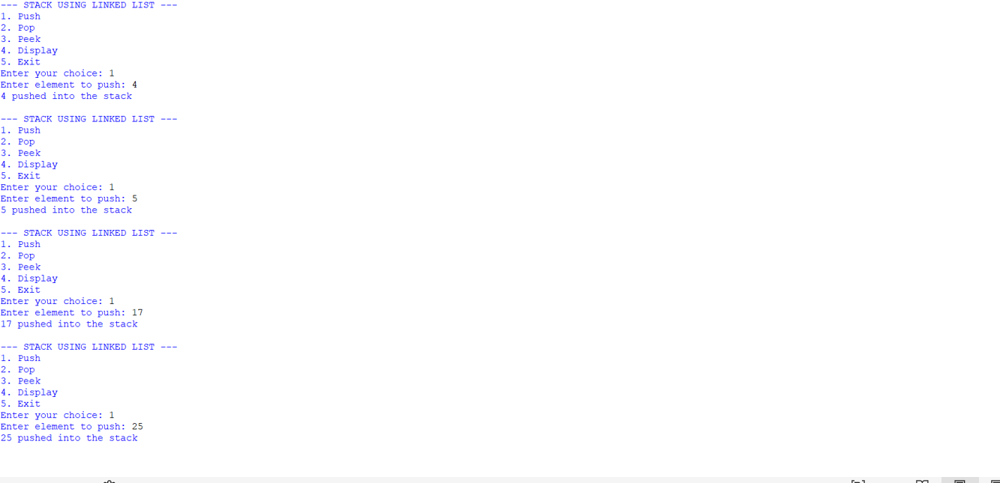 --- STACK USING LINKED LIST ---
1. Push
2. Pop
3. Peek
4. Display
5. Exit
Enter your choice: 1
Enter element to push: 4
4 pushed into the stack
--- STACK USING LINKED LIST ---
1. Push
2. Pop
3. Peek
4. Display
5. Exit
Enter your choice: 1
Enter element to push: 5
5 pushed into the stack
--- STACK USING LINKED LIST ---
1. Push
2. Pop
3. Peek
4. Display
5. Exit
Enter your choice: 1
Enter element to push: 17
17 pushed into the stack
--- STACK USING LINKED LIST ---
1. Push
2. Pop
3. Peek
4. Display
5. Exit
Enter your choice: 1
Enter element to push: 25
25 pushed into the stack